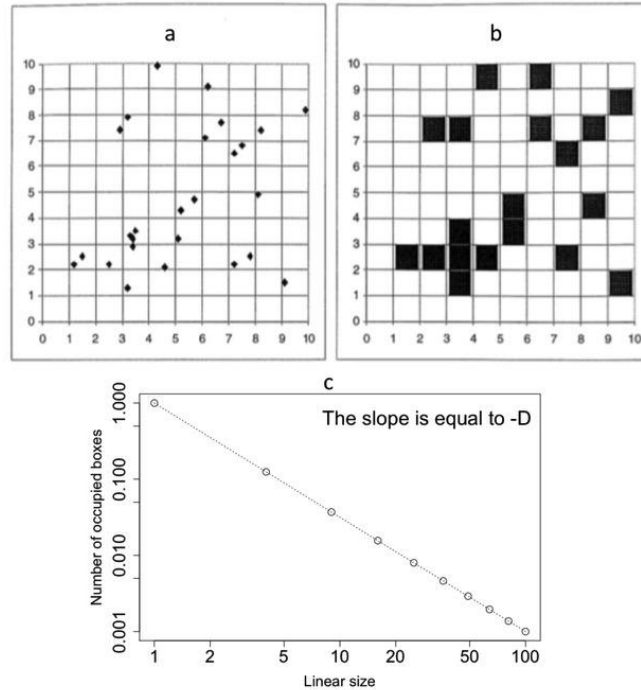 a
10
9
8
7
6
5
4
3
2
1
0
0 1 2 3 4 5 6 7 8 9 10
b
10
9
8
7
6
5
4
3
2
1
0
0 1 2 3 4 5 6 7 8 9 10
c
The slope is equal to -D
Number of occupied boxes
1.000
0.100
0.010
0.001
1 2 5 10 20 50 100
Linear size